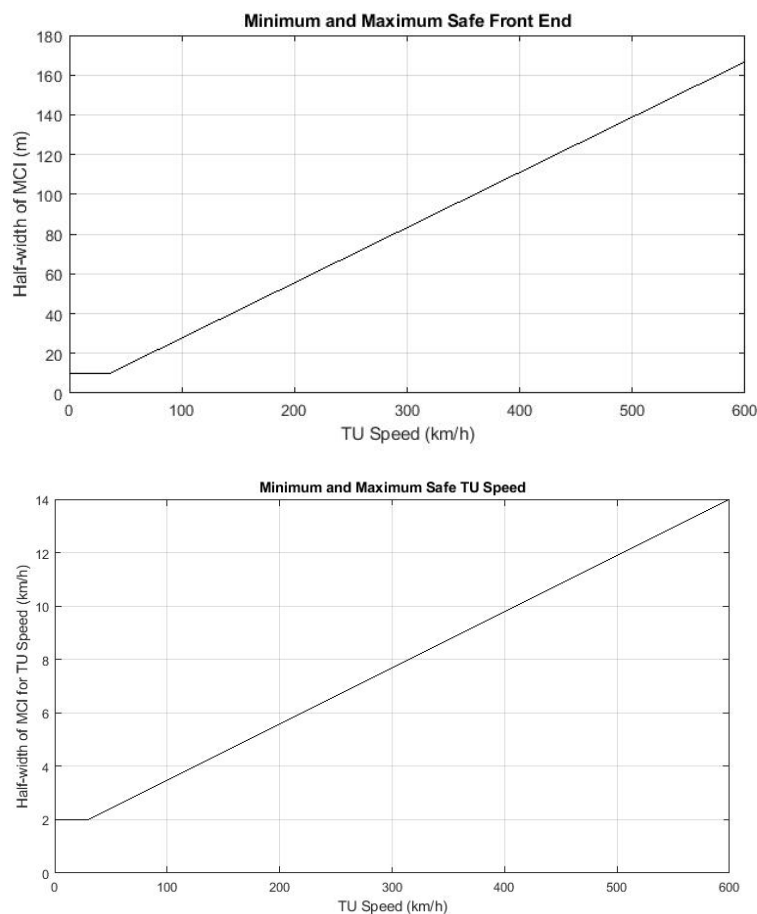 Minimum and Maximum Safe Front End
180
160
140
120
100
80
60
40
20
0
Half-width of MCI (m)
0 100 200 300 400 500 600
TU Speed (km/h)
Minimum and Maximum Safe TU Speed
14
12
10
8
6
4
2
0
Half-width of MCI for TU Speed (km/h)
0 100 200 300 400 500 600
TU Speed (km/h)